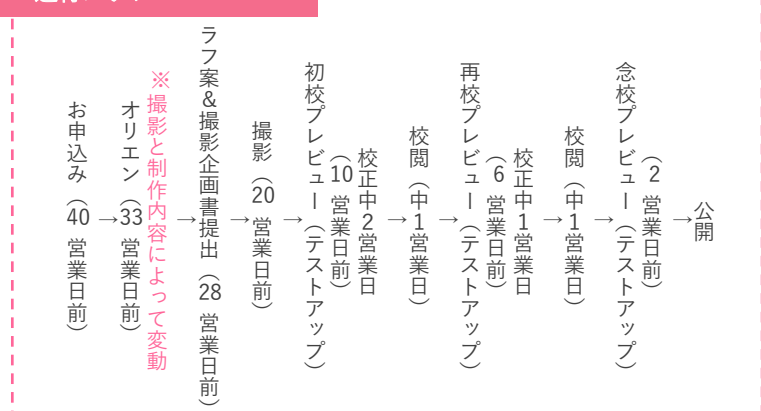 お申込み（40 営業日前）
→
オリエン（33 営業日前）
※撮影と制作内容によって変動
→
ラフ案＆撮影企画書提出（28 営業日前）
→
撮影（20 営業日前）
→
初校プレビュー（テストアップ）
（10 営業日前）
校正中2営業日
→
校閲（中1営業日）
→
再校プレビュー（テストアップ）
（6 営業日前）
校正中1営業日
→
校閲（中1営業日）
→
念校プレビュー（テストアップ）
（2 営業日前）
→
公開